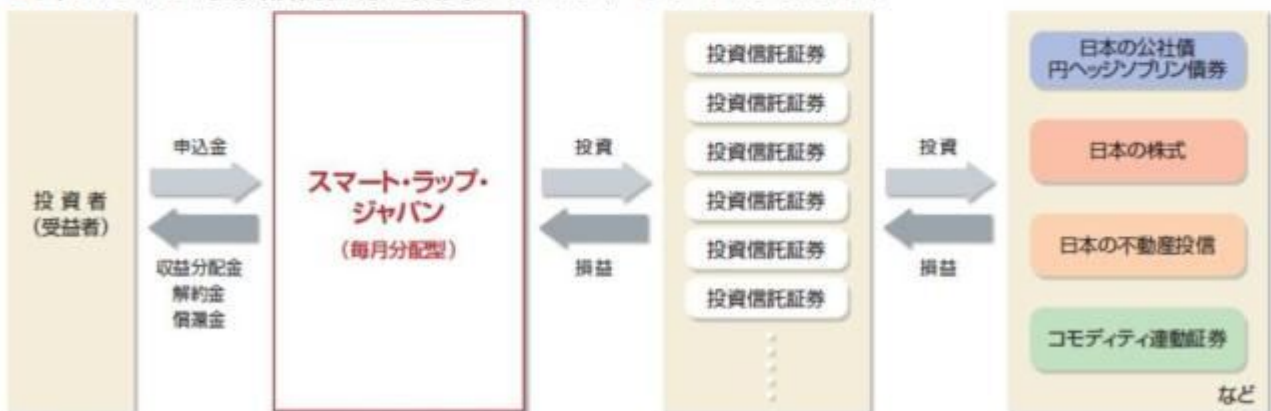 投資者
(受益者)
申込金
収益分配金
解約金
償還金
スマート・ラップ・
ジャパン
(毎月分配型)
投資
損益
投資信託証券
投資信託証券
投資信託証券
投資信託証券
投資信託証券
投資信託証券
投資
損益
日本の公社債
円ヘッジソブリン債券
日本の株式
日本の不動産投信
コモディティ連動証券
など